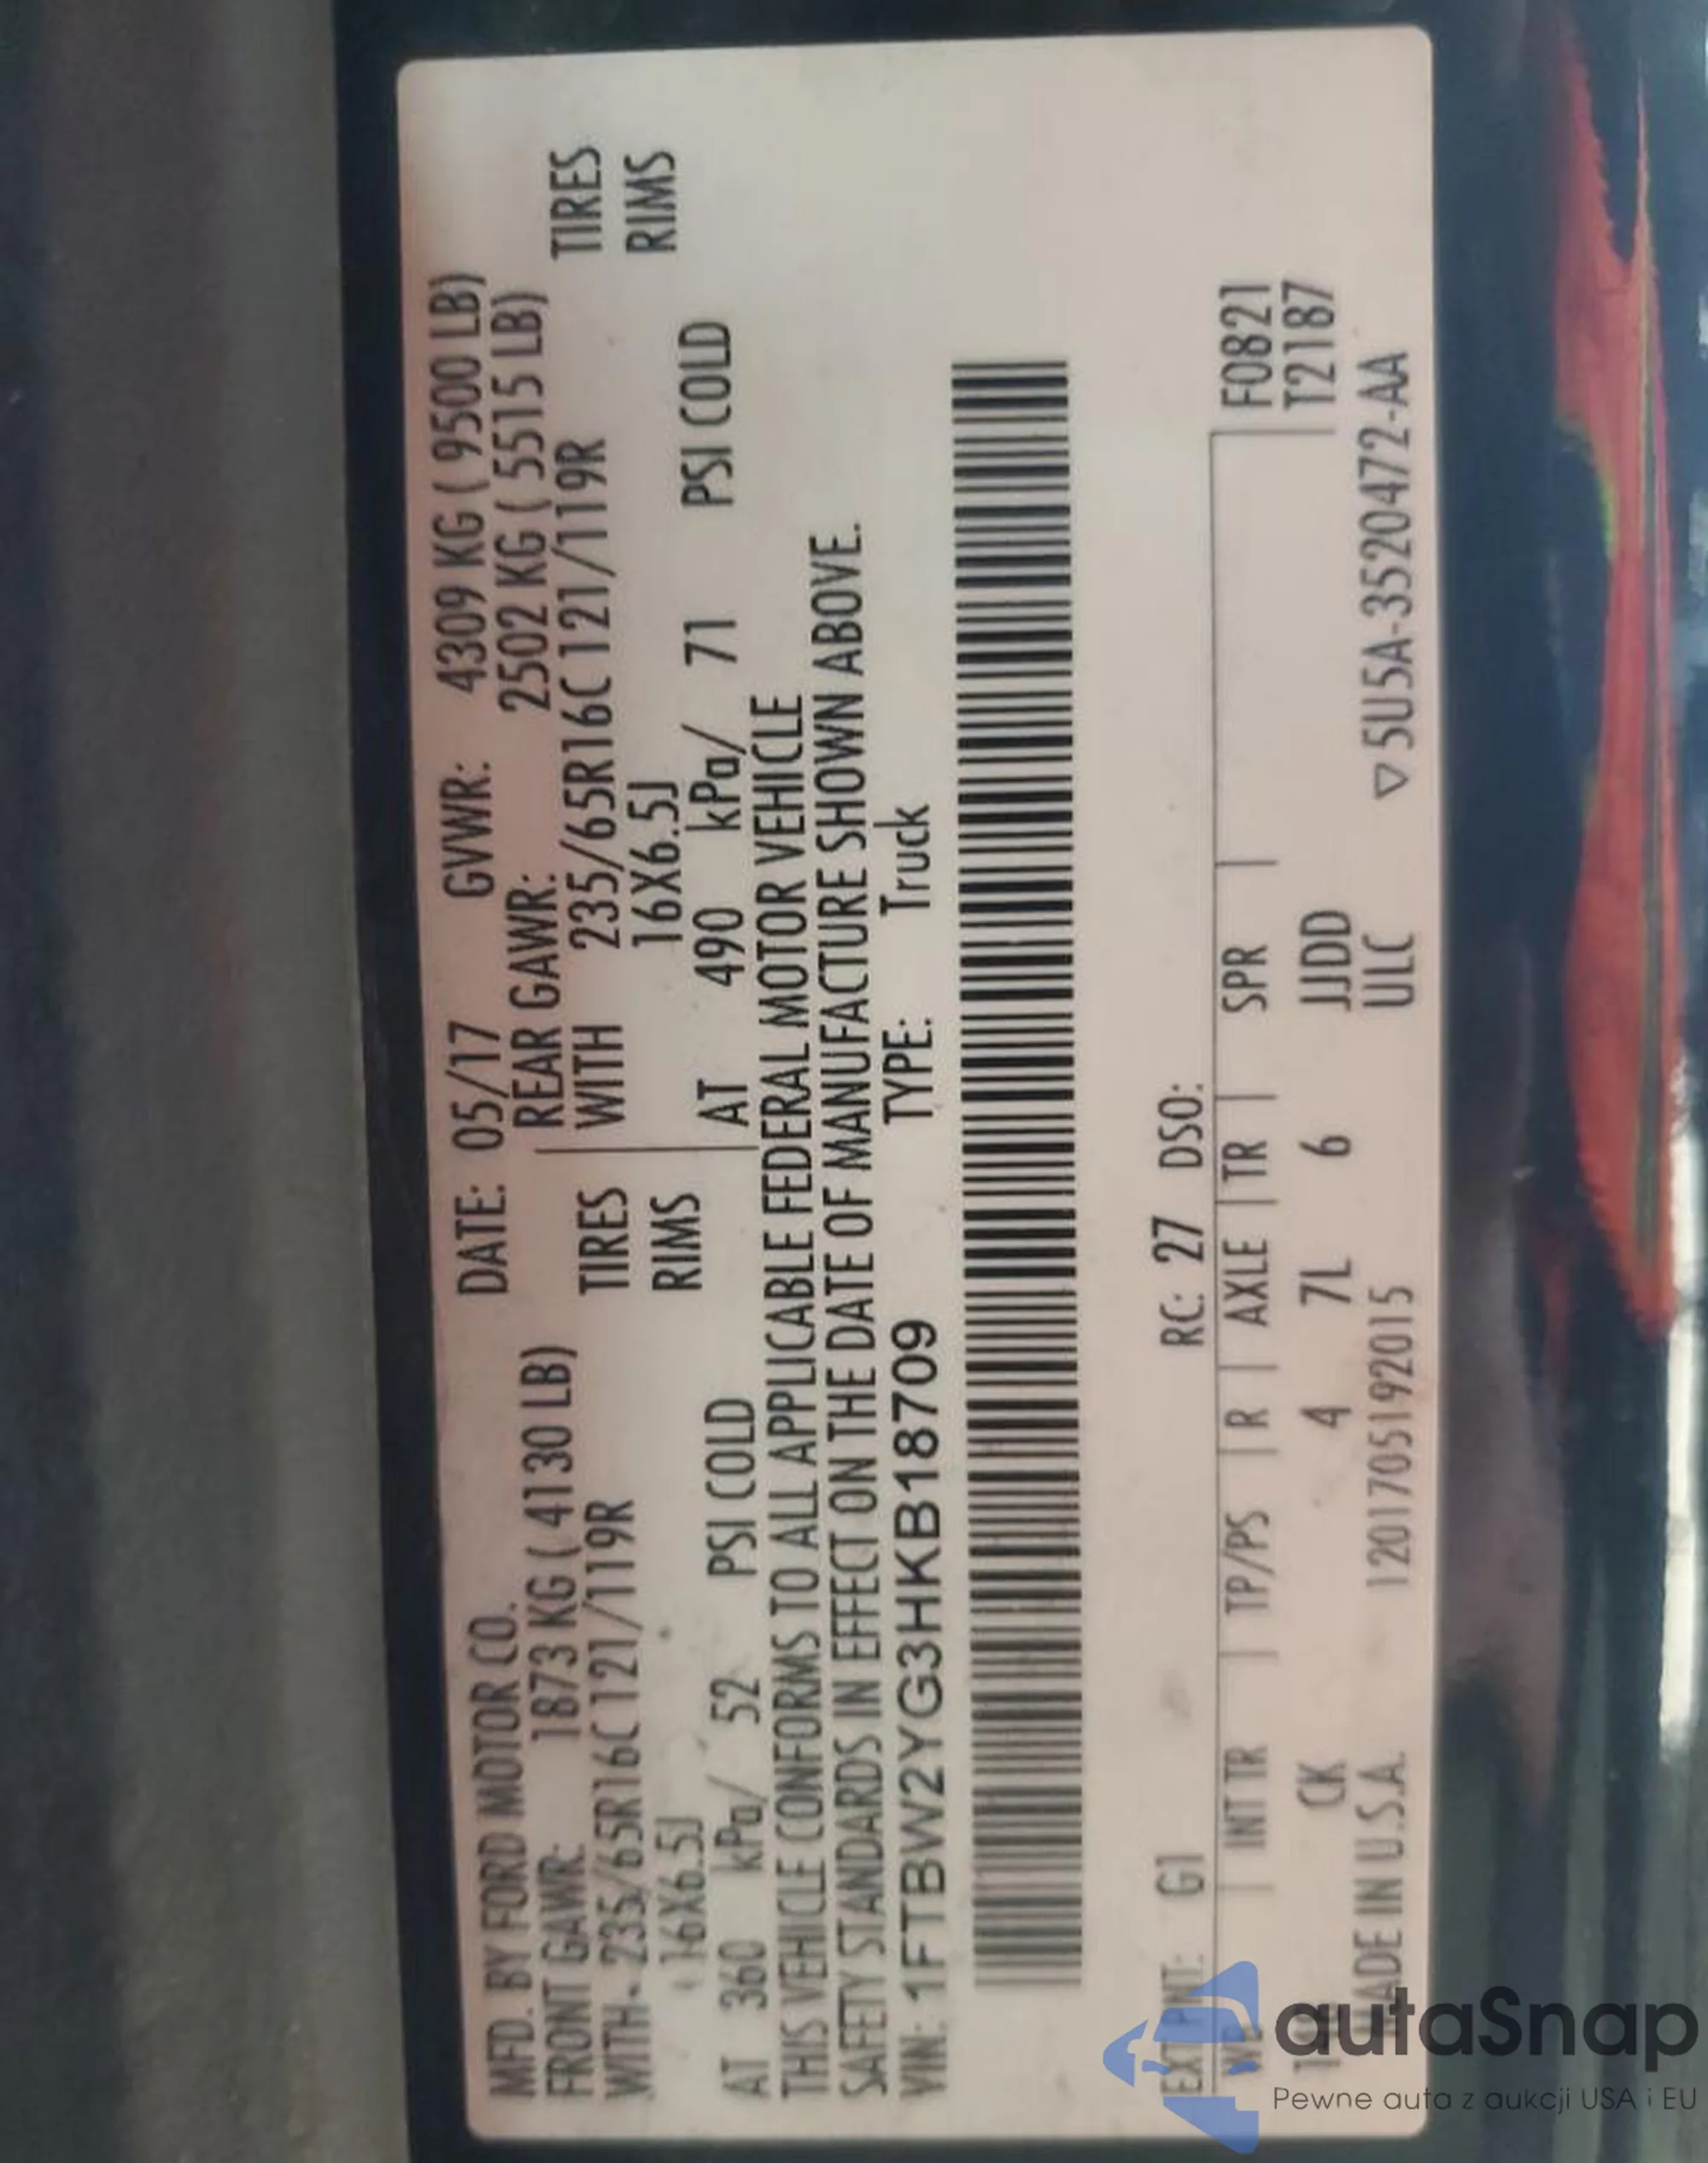 MFD. BY FORD MOTOR CO. DATE: 05/17 GVWR: 4309 KG ( 9500 LB)
FRONT GAWR: 1873 KG ( 4130 LB) REAR GAWR: 2502 KG ( 5515 LB)
WITH 235/65R16C 121/119R TIRES WITH 235/65R16C 121/119R TIRES
16X6.5J RIMS 16X6.5J RIMS
AT 360 kPa/ 52 PSI COLD AT 490 kPa/ 71 PSI COLD
THIS VEHICLE CONFORMS TO ALL APPLICABLE FEDERAL MOTOR VEHICLE
SAFETY STANDARDS IN EFFECT ON THE DATE OF MANUFACTURE SHOWN ABOVE.
VIN: 1FTBW2YG3HKB18709 TYPE: Truck
EXT PNT: G1 RC: 27 DSO:
WB INT TR TP/PS R AXLE TR SPR F0821
CK 4 7L 6 JJDD T2187
MADE IN U.S.A. 1201705192015 ULC ▽5U5A-3520472-AA
autaSnap
Pewne auta z aukcji USA i EU